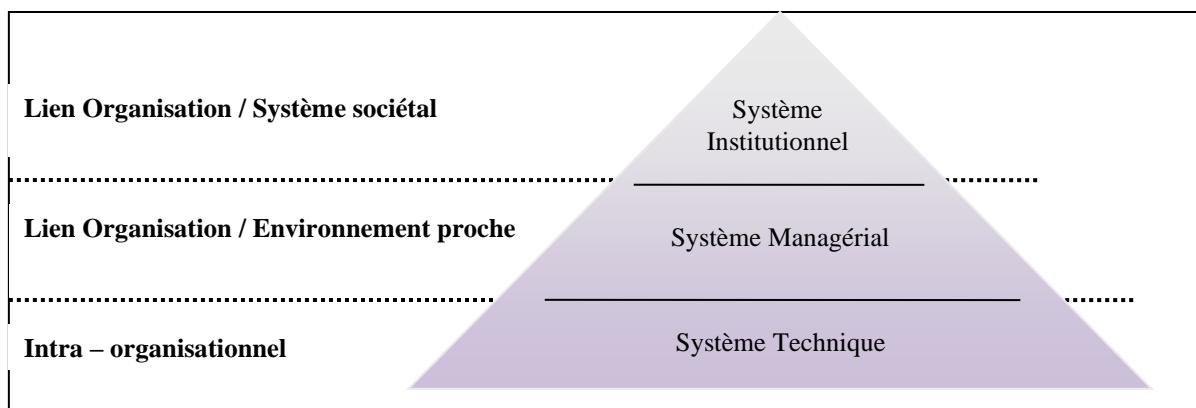 Lien Organisation / Système sociétal
Système
Institutionnel
Lien Organisation / Environnement proche
Système Managérial
Intra – organisationnel
Système Technique